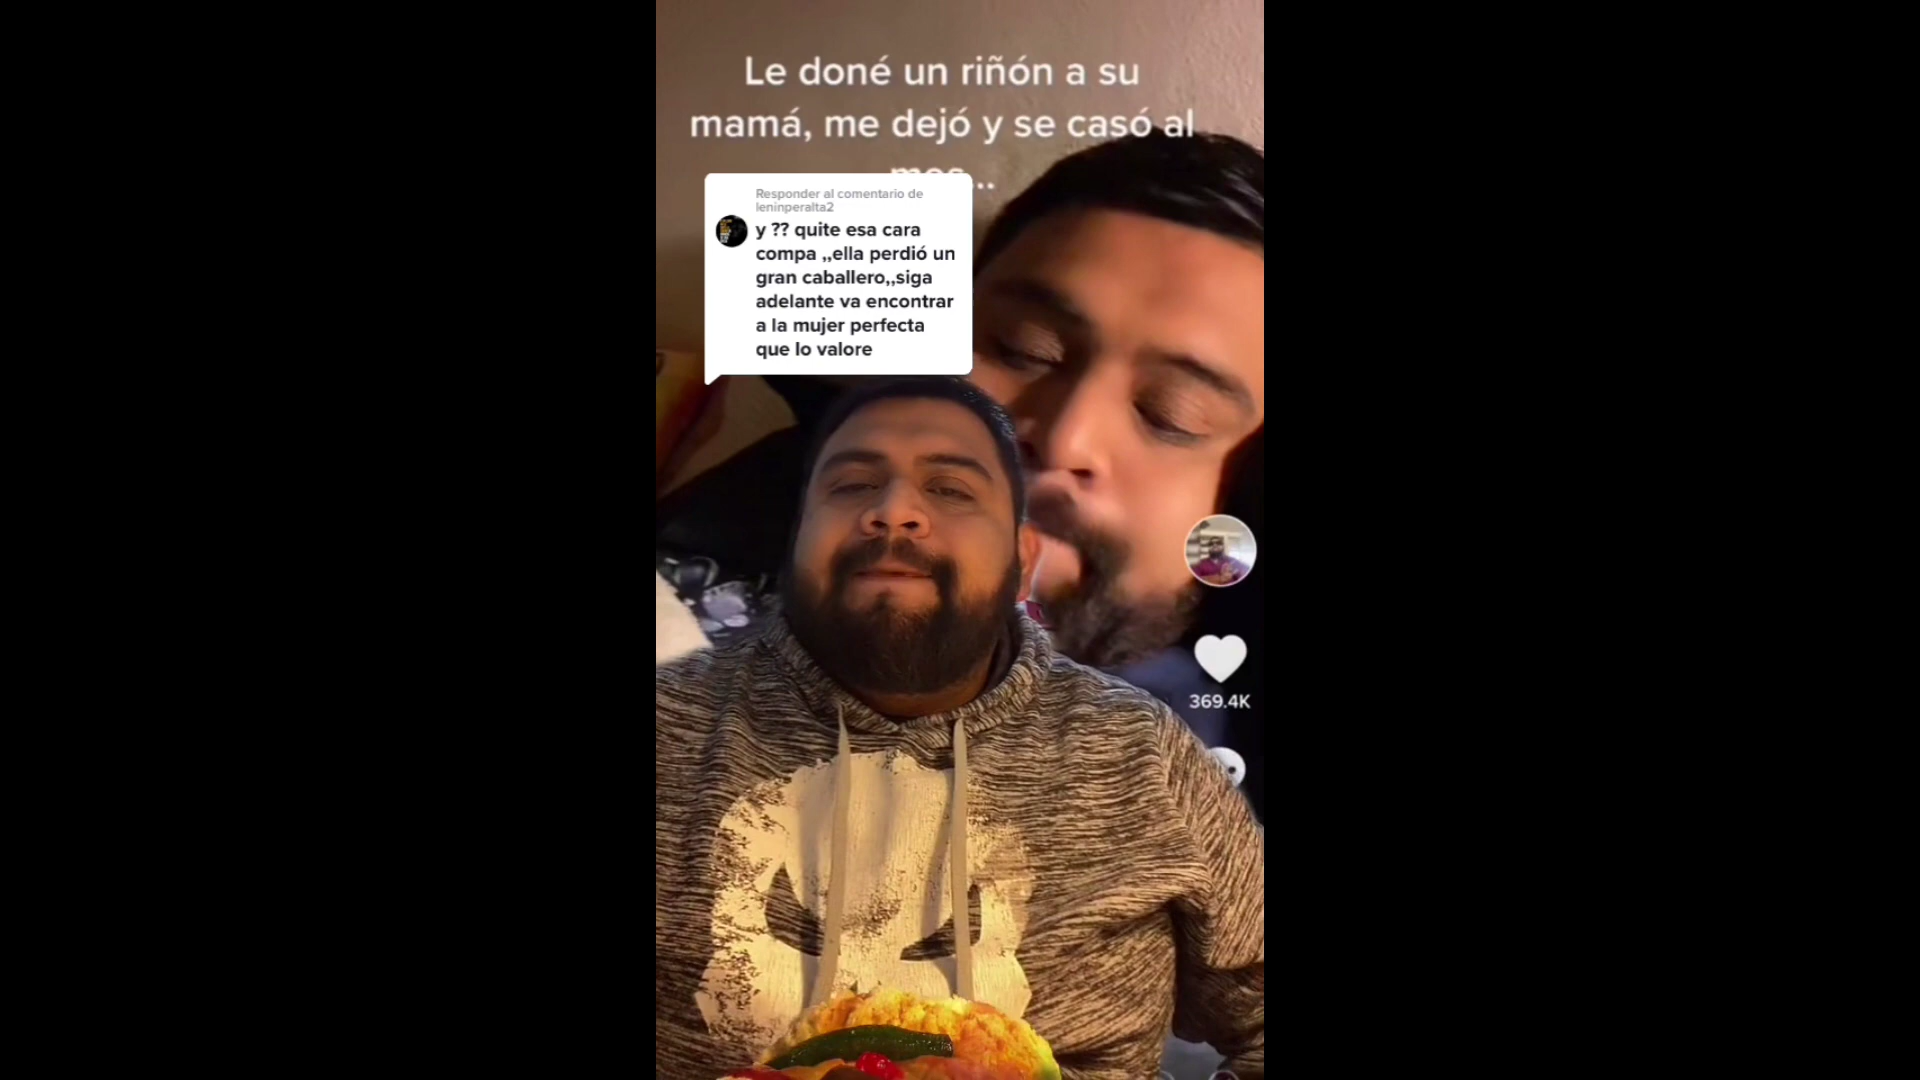 Le doné un riñón a su
mamá, me dejó y se casó al
...
Responder al comentario de
leninperalta2
y ?? quite esa cara
compa ,,ella perdió un
gran caballero,,siga
adelante va encontrar
a la mujer perfecta
que lo valore
369.4K